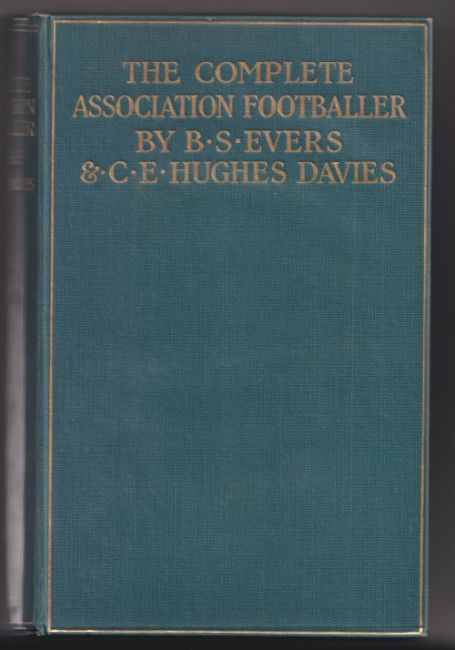 THE COMPLETE
ASSOCIATION FOOTBALLER
BY B·S·EVERS
&·C·E·HUGHES DAVIES